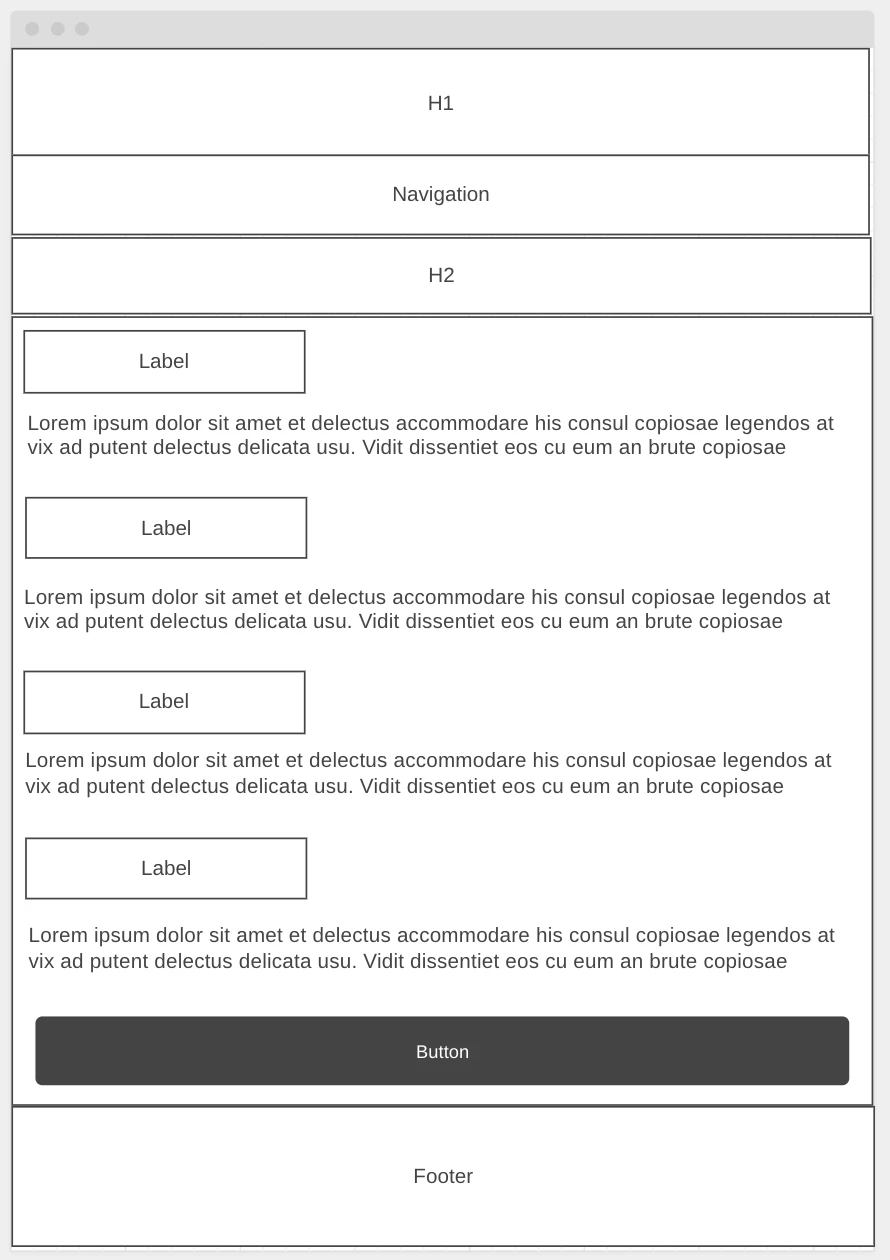 H1
Navigation
H2
Label
Lorem ipsum dolor sit amet et delectus accommodare his consul copiosae legendos at
vix ad putent delectus delicata usu. Vidit dissentiet eos cu eum an brute copiosae
Label
Lorem ipsum dolor sit amet et delectus accommodare his consul copiosae legendos at
vix ad putent delectus delicata usu. Vidit dissentiet eos cu eum an brute copiosae
Label
Lorem ipsum dolor sit amet et delectus accommodare his consul copiosae legendos at
vix ad putent delectus delicata usu. Vidit dissentiet eos cu eum an brute copiosae
Label
Lorem ipsum dolor sit amet et delectus accommodare his consul copiosae legendos at
vix ad putent delectus delicata usu. Vidit dissentiet eos cu eum an brute copiosae
Button
Footer